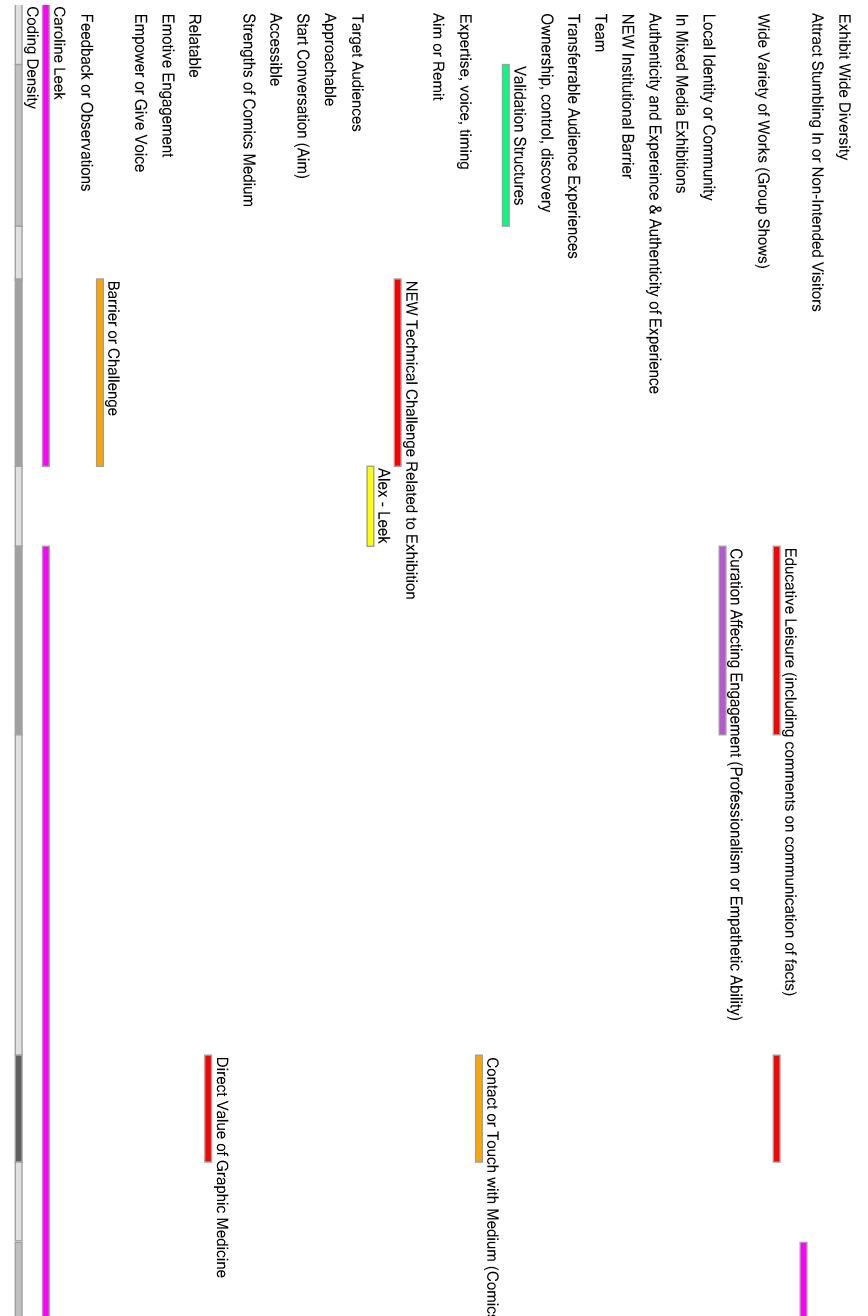 Exhibit Wide Diversity
Attract Stumbling In or Non-Intended Visitors
Educative Leisure (including comments on communication of facts)
Wide Variety of Works (Group Shows)
Curation Affecting Engagement (Professionalism or Empathetic Ability)
Local Identity or Community
In Mixed Media Exhibitions
Authenticity and Expereince & Authenticity of Experience
NEW Institutional Barrier
Team
Transferrable Audience Experiences
Ownership, control, discovery
Validation Structures
Contact or Touch with Medium (Comics
Expertise, voice, timing
Aim or Remit
NEW Technical Challenge Related to Exhibition
Alex - Leek
Target Audiences
Approachable
Start Conversation (Aim)
Accessible
Strengths of Comics Medium
Direct Value of Graphic Medicine
Relatable
Emotive Engagement
Empower or Give Voice
Barrier or Challenge
Feedback or Observations
Caroline Leek
Coding Density